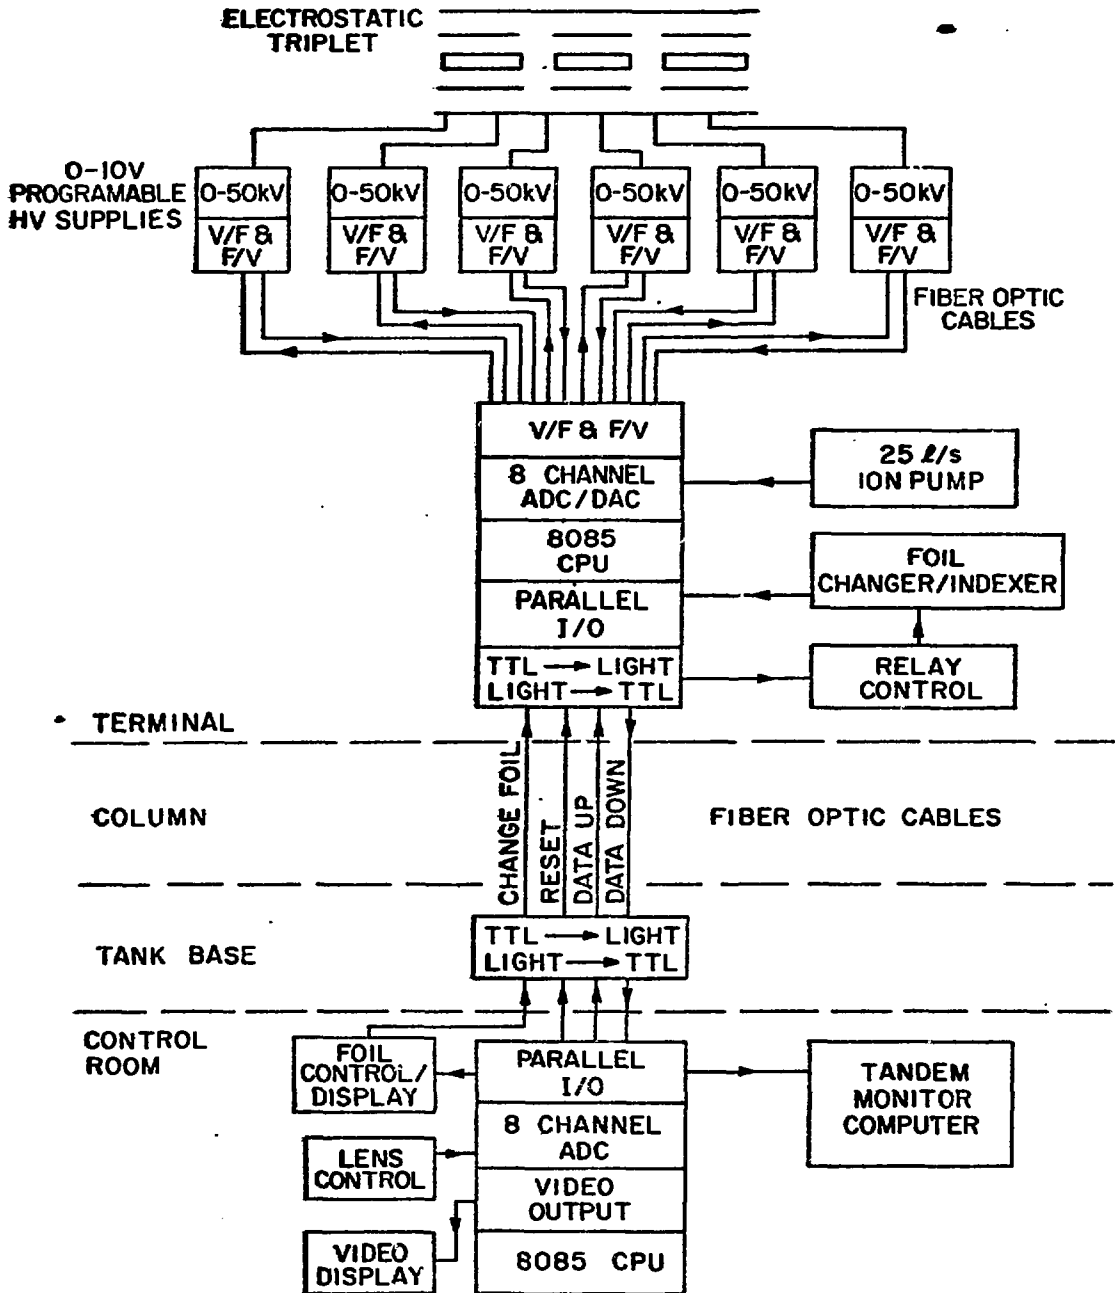 ELECTROSTATIC
TRIPLET
0-10V
PROGRAMABLE
HV SUPPLIES
0-50kV
V/F &
F/V
0-50kV
V/F &
F/V
0-50kV
V/F &
F/V
0-50kV
V/F &
F/V
0-50kV
V/F &
F/V
0-50kV
V/F &
F/V
FIBER OPTIC
CABLES
V/F & F/V
8 CHANNEL
ADC/DAC
8085
CPU
PARALLEL
I/O
TTL → LIGHT
LIGHT → TTL
25 ℓ/s
ION PUMP
FOIL
CHANGER/INDEXER
RELAY
CONTROL
TERMINAL
COLUMN
CHANGE FOIL
RESET
DATA UP
DATA DOWN
FIBER OPTIC CABLES
TANK BASE
TTL → LIGHT
LIGHT → TTL
CONTROL
ROOM
FOIL
CONTROL/
DISPLAY
LENS
CONTROL
VIDEO
DISPLAY
PARALLEL
I/O
8 CHANNEL
ADC
VIDEO
OUTPUT
8085 CPU
TANDEM
MONITOR
COMPUTER